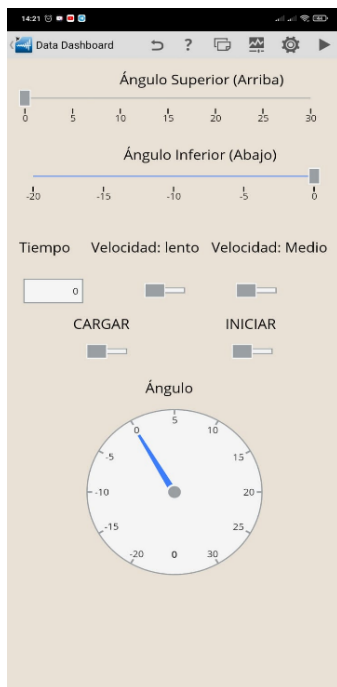 14:21
Data Dashboard
?
Ángulo Superior (Arriba)
0 5 10 15 20 25 30
Ángulo Inferior (Abajo)
-20 -15 -10 -5 0
Tiempo Velocidad: lento Velocidad: Medio
0
CARGAR INICIAR
Ángulo
5
0 10
-5 15
-10 20
-15 25
-20 0 30